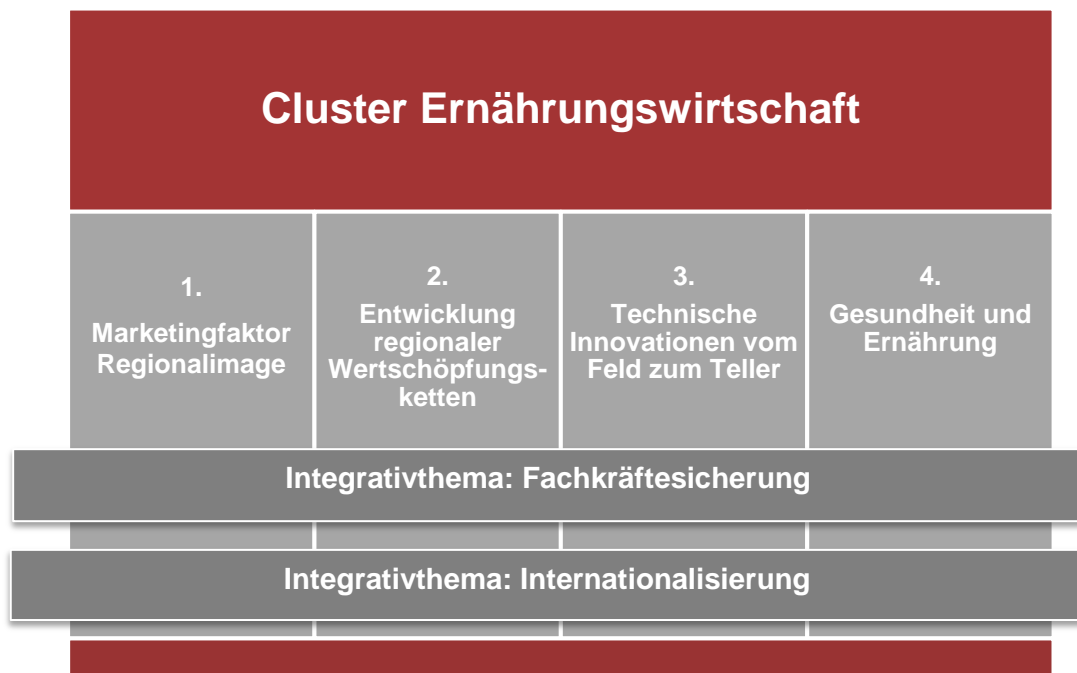 Cluster Ernährungswirtschaft
1.
Marketingfaktor
Regionalimage
2.
Entwicklung
regionaler
Wertschöpfungs-
ketten
3.
Technische
Innovationen vom
Feld zum Teller
4.
Gesundheit und
Ernährung
Integrativthema: Fachkräftesicherung
Integrativthema: Internationalisierung